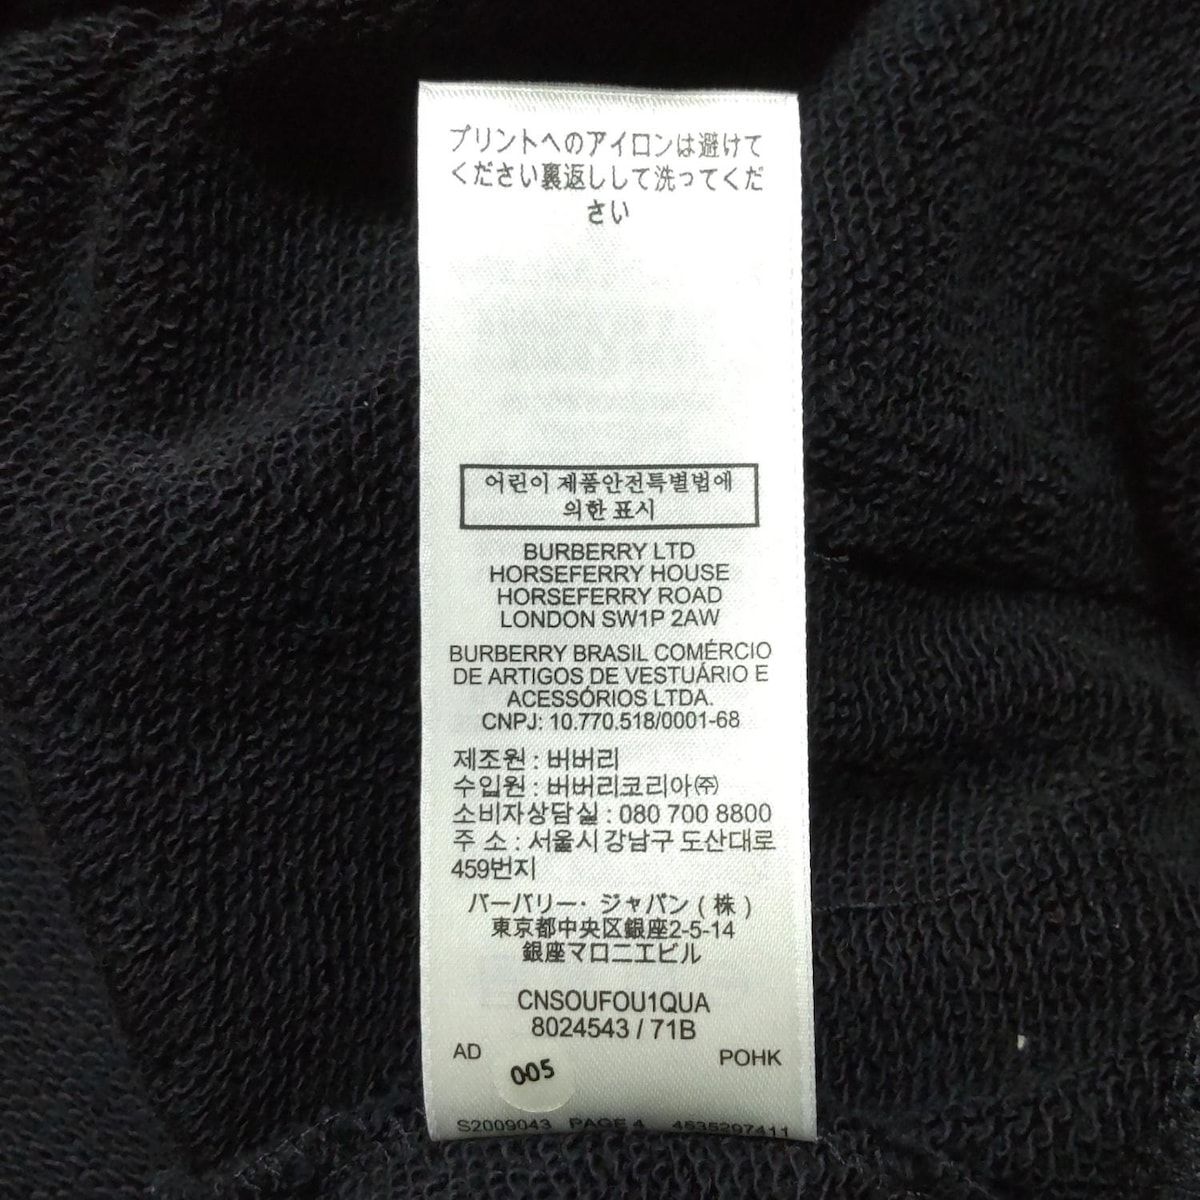 プリントへのアイロンは避けて
ください裏返しして洗ってくだ
さい
어린이 제품안전특별법에
의한 표시
BURBERRY LTD
HORSEFERRY HOUSE
HORSEFERRY ROAD
LONDON SW1P 2AW
BURBERRY BRASIL COMÉRCIO
DE ARTIGOS DE VESTUÁRIO E
ACESSÓRIOS LTDA.
CNPJ: 10.770.518/0001-68
제조원 : 버버리
수입원 : 버버리코리아㈜
소비자상담실 : 080 700 8800
주 소 : 서울시 강남구 도산대로
459번지
バーバリー・ジャパン ( 株 )
東京都中央区銀座2-5-14
銀座マロニエビル
CNSOUFOU1QUA
8024543 / 71B
AD 005 POHK
S2009043 PAGE 4 4535297411